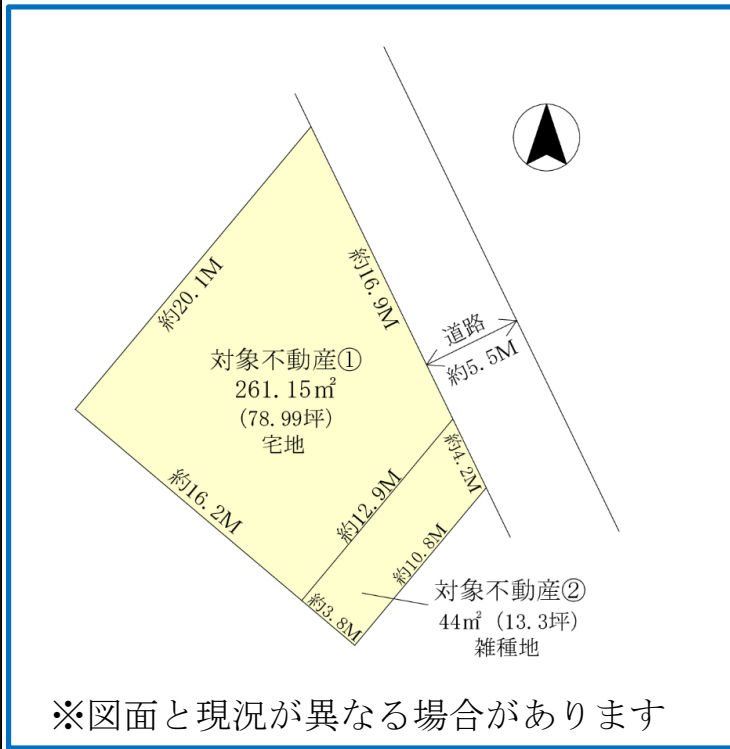 約20.1M
約16.9M
道路
約5.5M
対象不動産①
261.15㎡
(78.99坪)
宅地
約4.2M
約16.2M
約12.9M
約10.8M
約3.8M
対象不動産②
44㎡ (13.3坪)
雑種地
※図面と現況が異なる場合があります